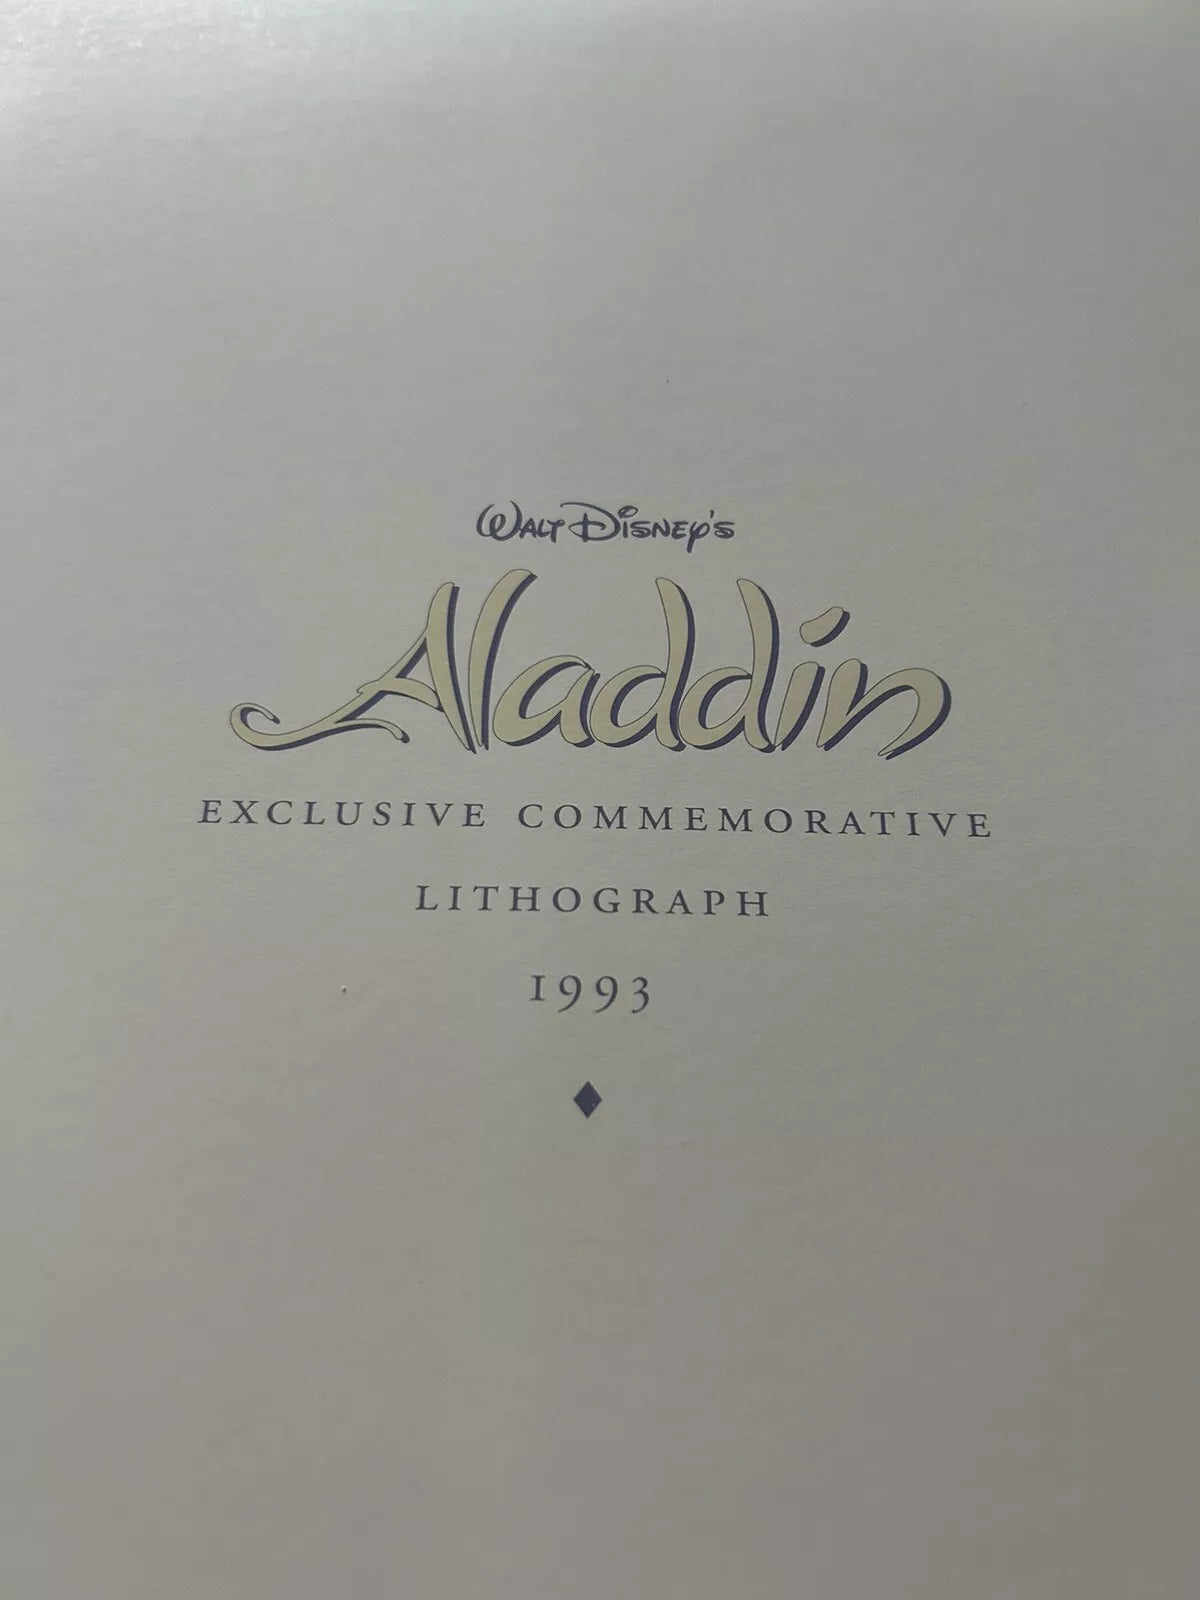 WALT DISNEY'S
Aladdin
EXCLUSIVE COMMEMORATIVE
LITHOGRAPH
1993